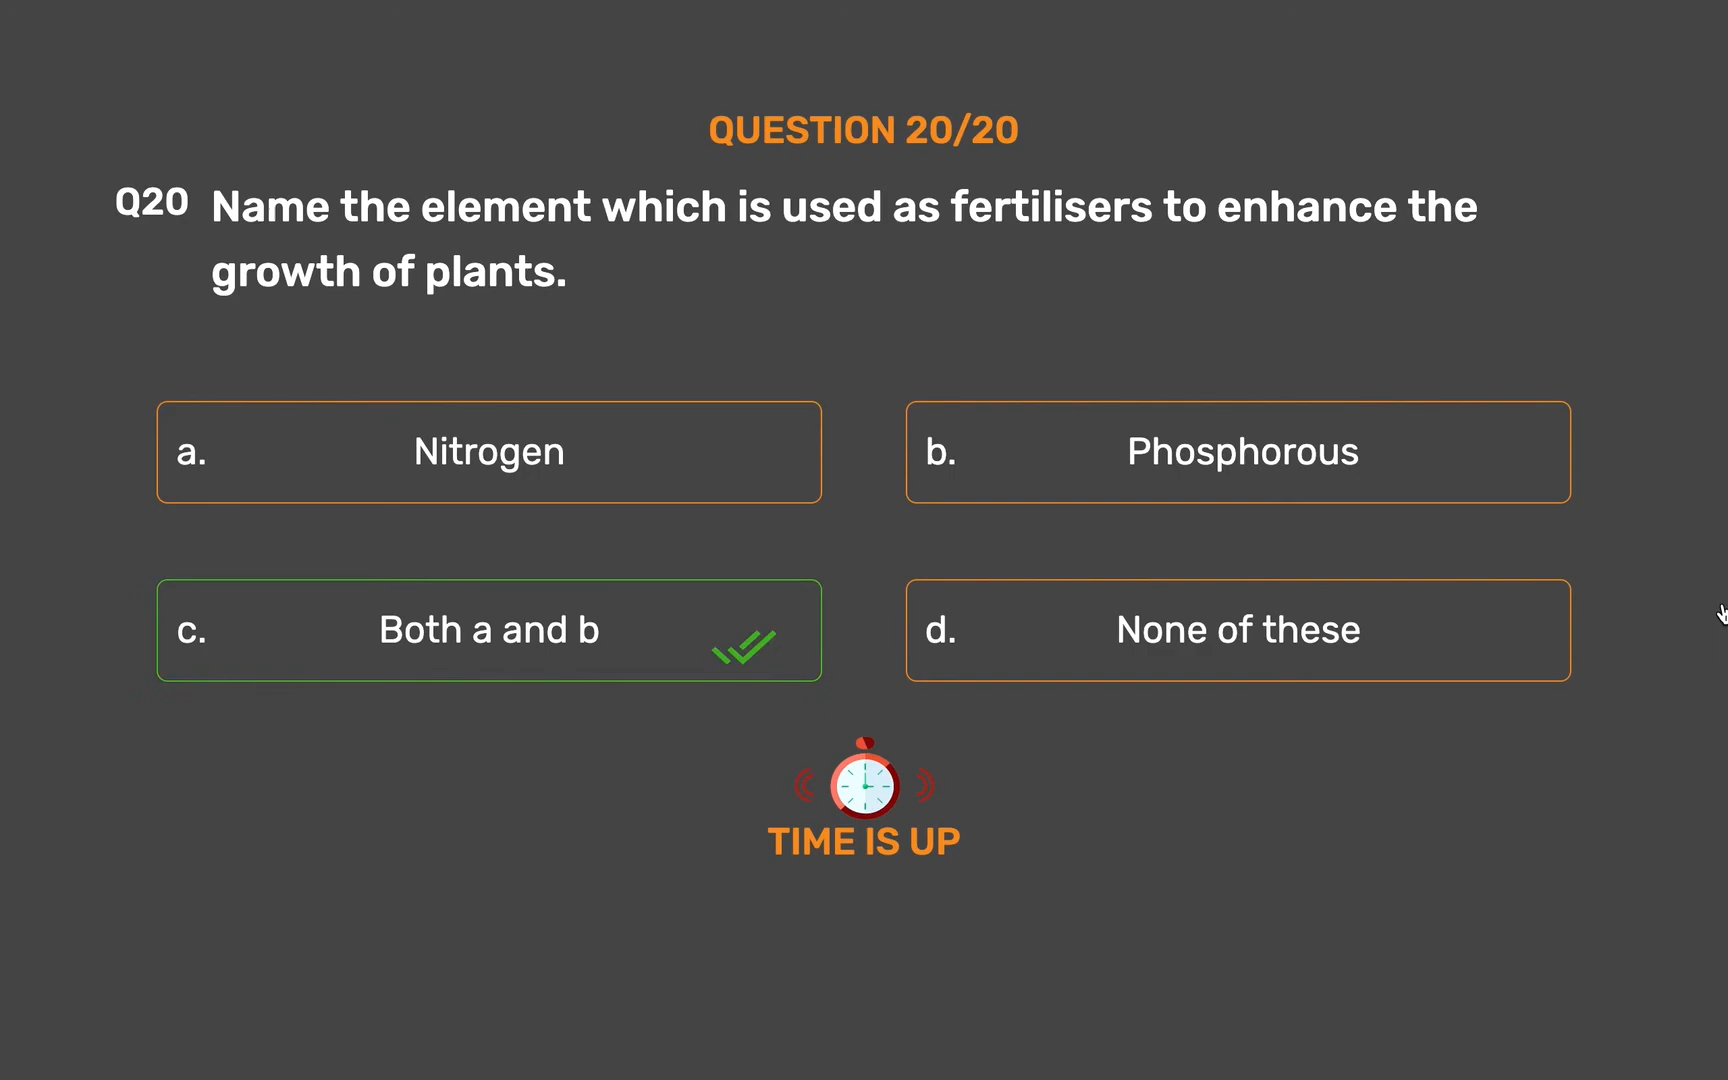 QUESTION 20/20
Q20 Name the element which is used as fertilisers to enhance the
growth of plants.
a. Nitrogen
b. Phosphorous
c. Both a and b
d. None of these
TIME IS UP